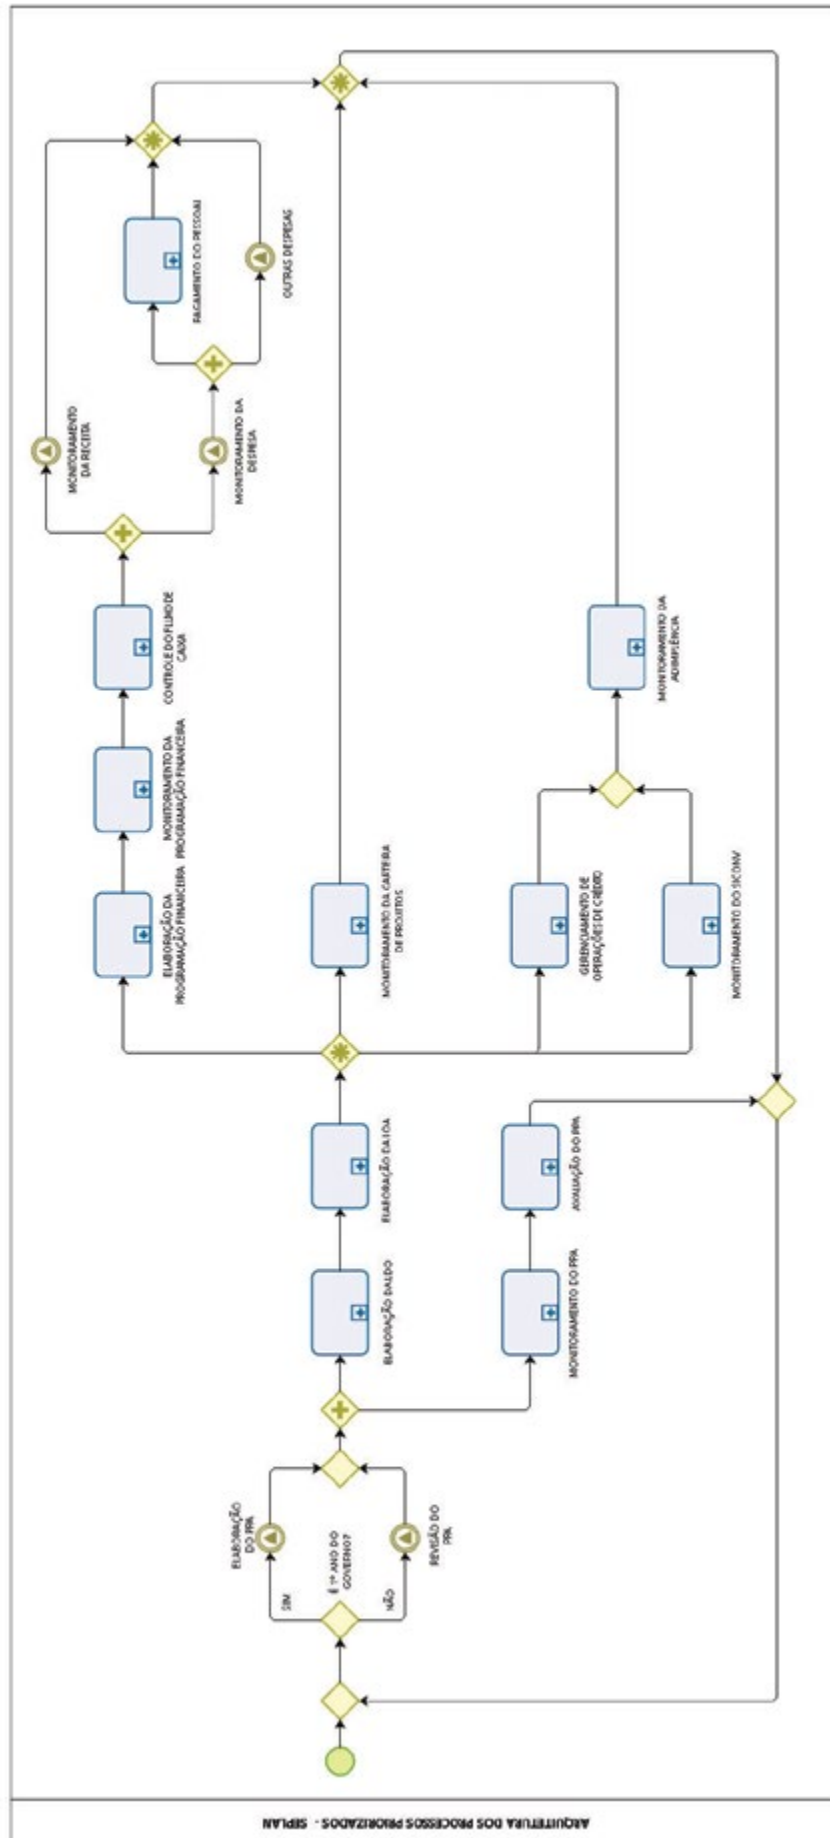 ARQUITETURA DOS PROCESSOS PRIORIZADOS - SEPLAN
ELABORAÇÃO
DO PPA
É 1º ANO DO
GOVERNO?
SIM
NÃO
REVISÃO DO
PPA
ELABORAÇÃO DA LDO
ELABORAÇÃO DA LOA
MONITORAMENTO DO PPA
AVALIAÇÃO DO PPA
ELABORAÇÃO DA
PROGRAMAÇÃO FINANCEIRA
MONITORAMENTO DA
PROGRAMAÇÃO FINANCEIRA
CONTROLE DO FLUXO DE
CAIXA
MONITORAMENTO
DA RECEITA
MONITORAMENTO DA
DESPESA
PAGAMENTO DO PESSOAL
OUTRAS DESPESAS
MONITORAMENTO DA CARTEIRA
DE PROJETOS
GERENCIAMENTO DE
OPERAÇÕES DE CRÉDITO
MONITORAMENTO DO SICONV
MONITORAMENTO DA
ADIMPLÊNCIA